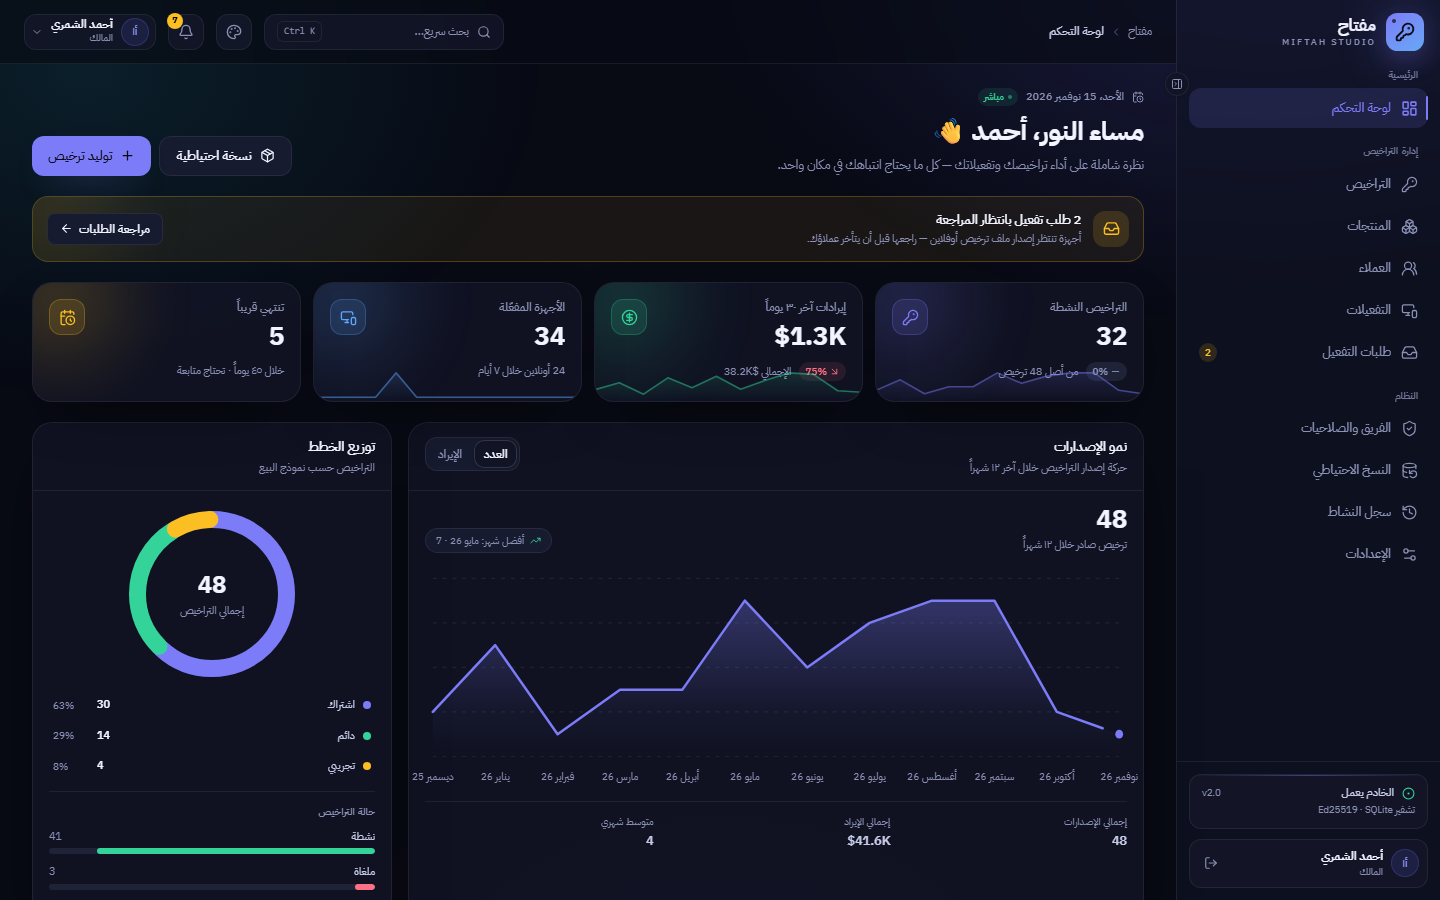 مفتاح
MIFTAH STUDIO
الرئيسية
لوحة التحكم
إدارة التراخيص
التراخيص
المنتجات
العملاء
التفعيلات
طلبات التفعيل 2
النظام
الفريق والصلاحيات
النسخ الاحتياطي
سجل النشاط
الإعدادات
الخادم يعمل v2.0
تشفير Ed25519 · SQLite
أحمد الشمري
المالك
أا
مفتاح › لوحة التحكم
بحث سريع... Ctrl K
7
أا أحمد الشمري
المالك
الأحد، 15 نوفمبر 2026 مباشر
مساء النور، أحمد 👋
نظرة شاملة على أداء تراخيصك وتفعيلاتك — كل ما يحتاج انتباهك في مكان واحد.
نسخة احتياطية
توليد ترخيص
2 طلب تفعيل بانتظار المراجعة
أجهزة تنتظر إصدار ملف ترخيص أوفلاين — راجعها قبل أن يتأخر عملاؤك.
مراجعة الطلبات
التراخيص النشطة
32
0% من أصل 48 ترخيص
إيرادات آخر ٣٠ يوماً
$1.3K
75% الإجمالي 38.2K$
الأجهزة المفعّلة
34
24 أونلاين خلال ٧ أيام
تنتهي قريباً
5
خلال ٤٥ يوماً · تحتاج متابعة
نمو الإصدارات
حركة إصدار التراخيص خلال آخر ١٢ شهراً
العدد الإيراد
48
ترخيص صادر خلال ١٢ شهراً
أفضل شهر: مايو 26 · 7
ديسمبر 25 يناير 26 فبراير 26 مارس 26 أبريل 26 مايو 26 يونيو 26 يوليو 26 أغسطس 26 سبتمبر 26 أكتوبر 26 نوفمبر 26
إجمالي الإصدارات
48
إجمالي الإيراد
$41.6K
متوسط شهري
4
توزيع الخطط
التراخيص حسب نموذج البيع
48
إجمالي التراخيص
اشتراك 30 63%
دائم 14 29%
تجريبي 4 8%
حالة التراخيص
نشطة 41
ملغاة 3